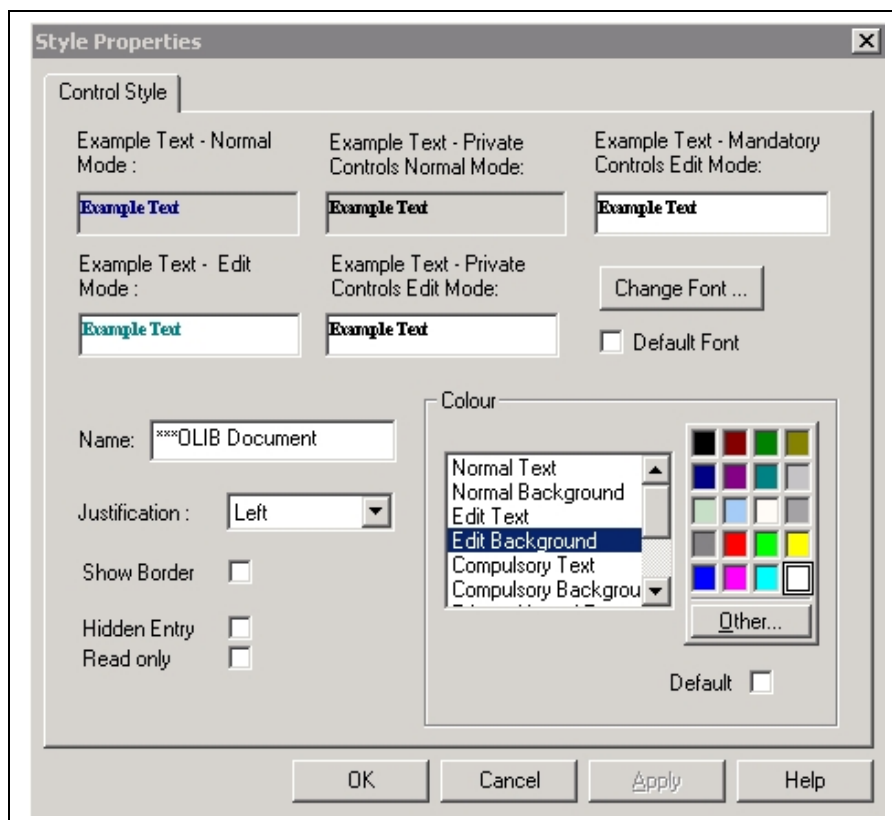 Style Properties
Control Style
Example Text - Normal
Mode :
Example Text
Example Text - Private
Controls Normal Mode:
Example Text
Example Text - Mandatory
Controls Edit Mode:
Example Text
Example Text -  Edit
Mode :
Example Text
Example Text - Private
Controls Edit Mode:
Example Text
Change Font ...
Default Font
Name:
***OLIB Document
Justification :
Left
Show Border
Hidden Entry
Read only
Colour
Normal Text
Normal Background
Edit Text
Edit Background
Compulsory Text
Compulsory Backgrou
Other...
Default
OK
Cancel
Apply
Help